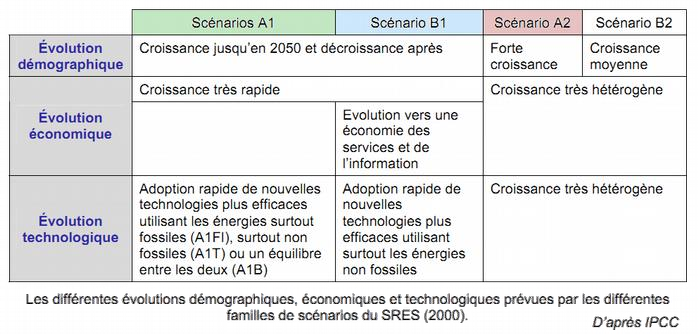 Scénarios A1 Scénario B1 Scénario A2 Scénario B2
Évolution
démographique
Croissance jusqu'en 2050 et décroissance après
Forte
croissance
Croissance
moyenne
Évolution
économique
Croissance très rapide
Evolution vers une
économie des
services et de
l'information
Croissance très hétérogène
Évolution
technologique
Adoption rapide de nouvelles
technologies plus efficaces
utilisant les énergies surtout
fossiles (A1FI), surtout non
fossiles (A1T) ou un équilibre
entre les deux (A1B)
Adoption rapide de
nouvelles
technologies plus
efficaces utilisant
surtout les énergies
non fossiles
Croissance très hétérogène
Les différentes évolutions démographiques, économiques et technologiques prévues par les différentes
familles de scénarios du SRES (2000).
D'après IPCC